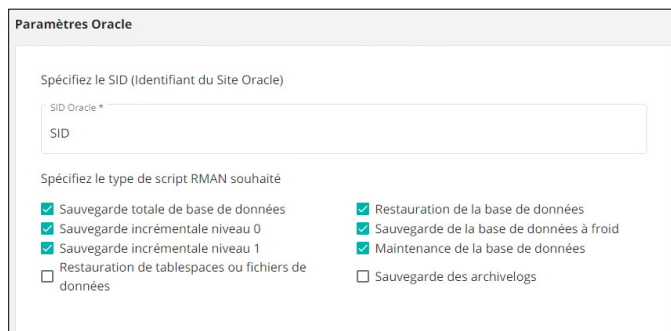 Paramètres Oracle
Spécifiez le SID (Identifiant du Site Oracle)
SID Oracle *
SID
Spécifiez le type de script RMAN souhaité
Sauvegarde totale de base de données
Restauration de la base de données
Sauvegarde incrémentale niveau 0
Sauvegarde de la base de données à froid
Sauvegarde incrémentale niveau 1
Maintenance de la base de données
Restauration de tablespaces ou fichiers de
données
Sauvegarde des archivelogs